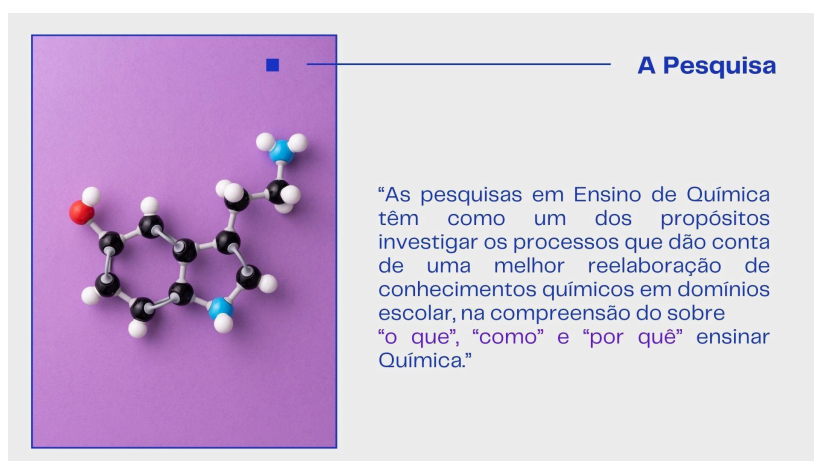 A Pesquisa
“As pesquisas em Ensino de Química
têm como um dos propósitos
investigar os processos que dão conta
de uma melhor reelaboração de
conhecimentos químicos em domínios
escolar, na compreensão do sobre
“o que”, “como” e “por quê” ensinar
Química.”